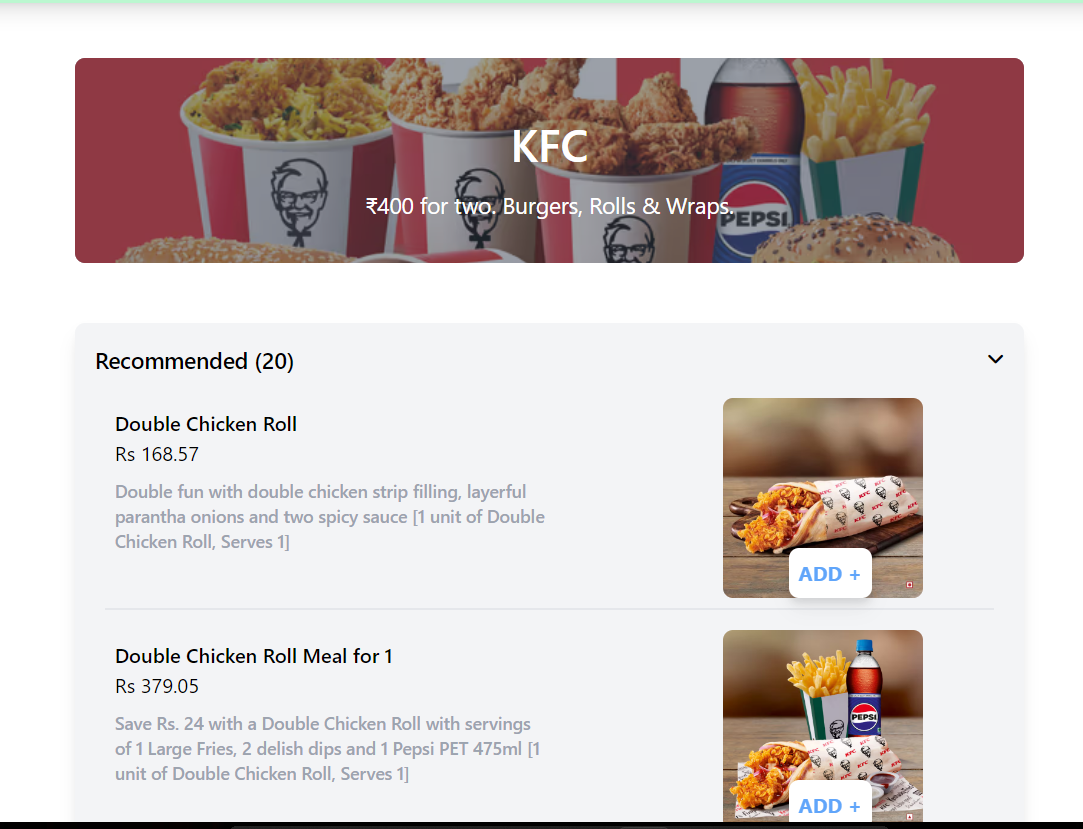 KFC
₹400 for two. Burgers, Rolls & Wraps.
PEPSI
Recommended (20)
Double Chicken Roll
Rs 168.57
Double fun with double chicken strip filling, layerful
parantha onions and two spicy sauce [1 unit of Double
Chicken Roll, Serves 1]
KFC
ADD +
Double Chicken Roll Meal for 1
Rs 379.05
Save Rs. 24 with a Double Chicken Roll with servings
of 1 Large Fries, 2 delish dips and 1 Pepsi PET 475ml [1
unit of Double Chicken Roll, Serves 1]
PEPSI
KFC
ADD +